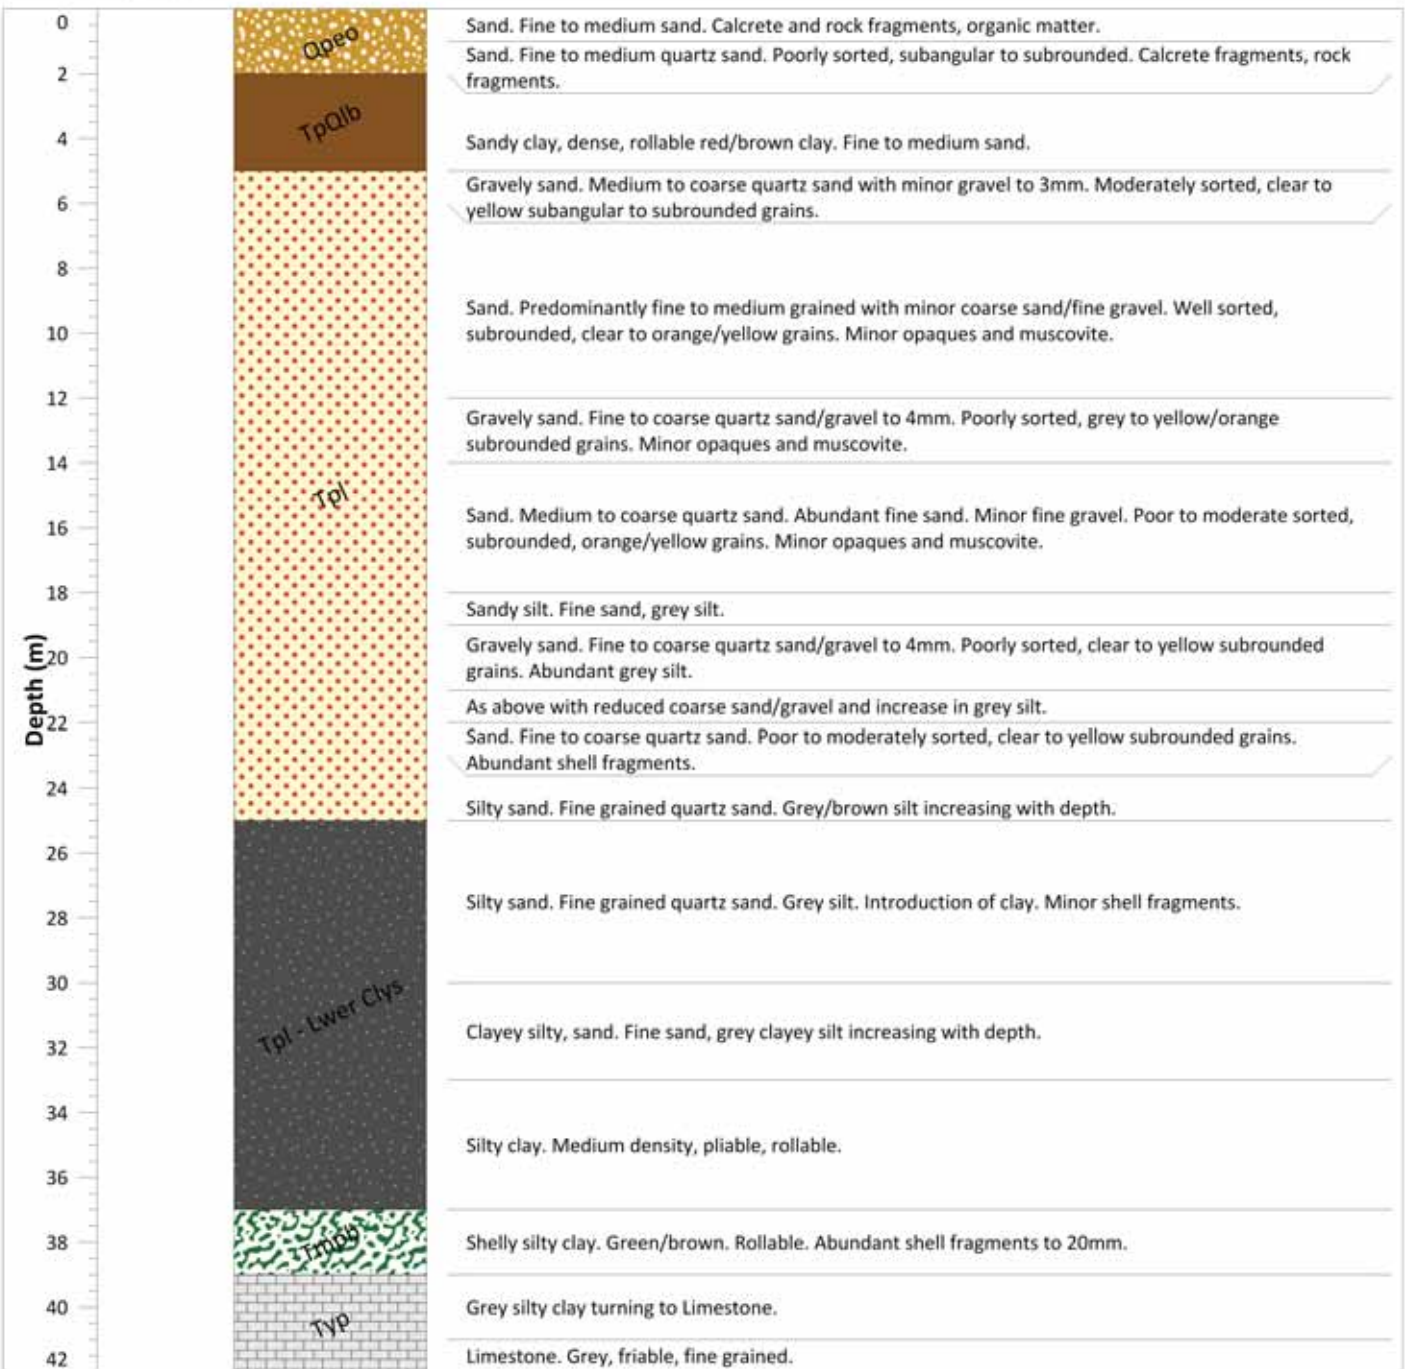 0
Qpeo
Sand. Fine to medium sand. Calcrete and rock fragments, organic matter.
Sand. Fine to medium quartz sand. Poorly sorted, subangular to subrounded. Calcrete fragments, rock
fragments.
2
TpQlb
4
Sandy clay, dense, rollable red/brown clay. Fine to medium sand.
Gravely sand. Medium to coarse quartz sand with minor gravel to 3mm. Moderately sorted, clear to
yellow subangular to subrounded grains.
6
8
Sand. Predominantly fine to medium grained with minor coarse sand/fine gravel. Well sorted,
subrounded, clear to orange/yellow grains. Minor opaques and muscovite.
10
12
Gravely sand. Fine to coarse quartz sand/gravel to 4mm. Poorly sorted, grey to yellow/orange
subrounded grains. Minor opaques and muscovite.
14
Tpl
Sand. Medium to coarse quartz sand. Abundant fine sand. Minor fine gravel. Poor to moderate sorted,
subrounded, orange/yellow grains. Minor opaques and muscovite.
16
18
Sandy silt. Fine sand, grey silt.
Depth (m)
20
Gravely sand. Fine to coarse quartz sand/gravel to 4mm. Poorly sorted, clear to yellow subrounded
grains. Abundant grey silt.
As above with reduced coarse sand/gravel and increase in grey silt.
22
Sand. Fine to coarse quartz sand. Poor to moderately sorted, clear to yellow subrounded grains.
Abundant shell fragments.
24
Silty sand. Fine grained quartz sand. Grey/brown silt increasing with depth.
26
Silty sand. Fine grained quartz sand. Grey silt. Introduction of clay. Minor shell fragments.
28
30
Tpl - Lwer Clys
Clayey silty, sand. Fine sand, grey clayey silt increasing with depth.
32
34
Silty clay. Medium density, pliable, rollable.
36
38
Tmpb
Shelly silty clay. Green/brown. Rollable. Abundant shell fragments to 20mm.
40
Typ
Grey silty clay turning to Limestone.
42
Limestone. Grey, friable, fine grained.